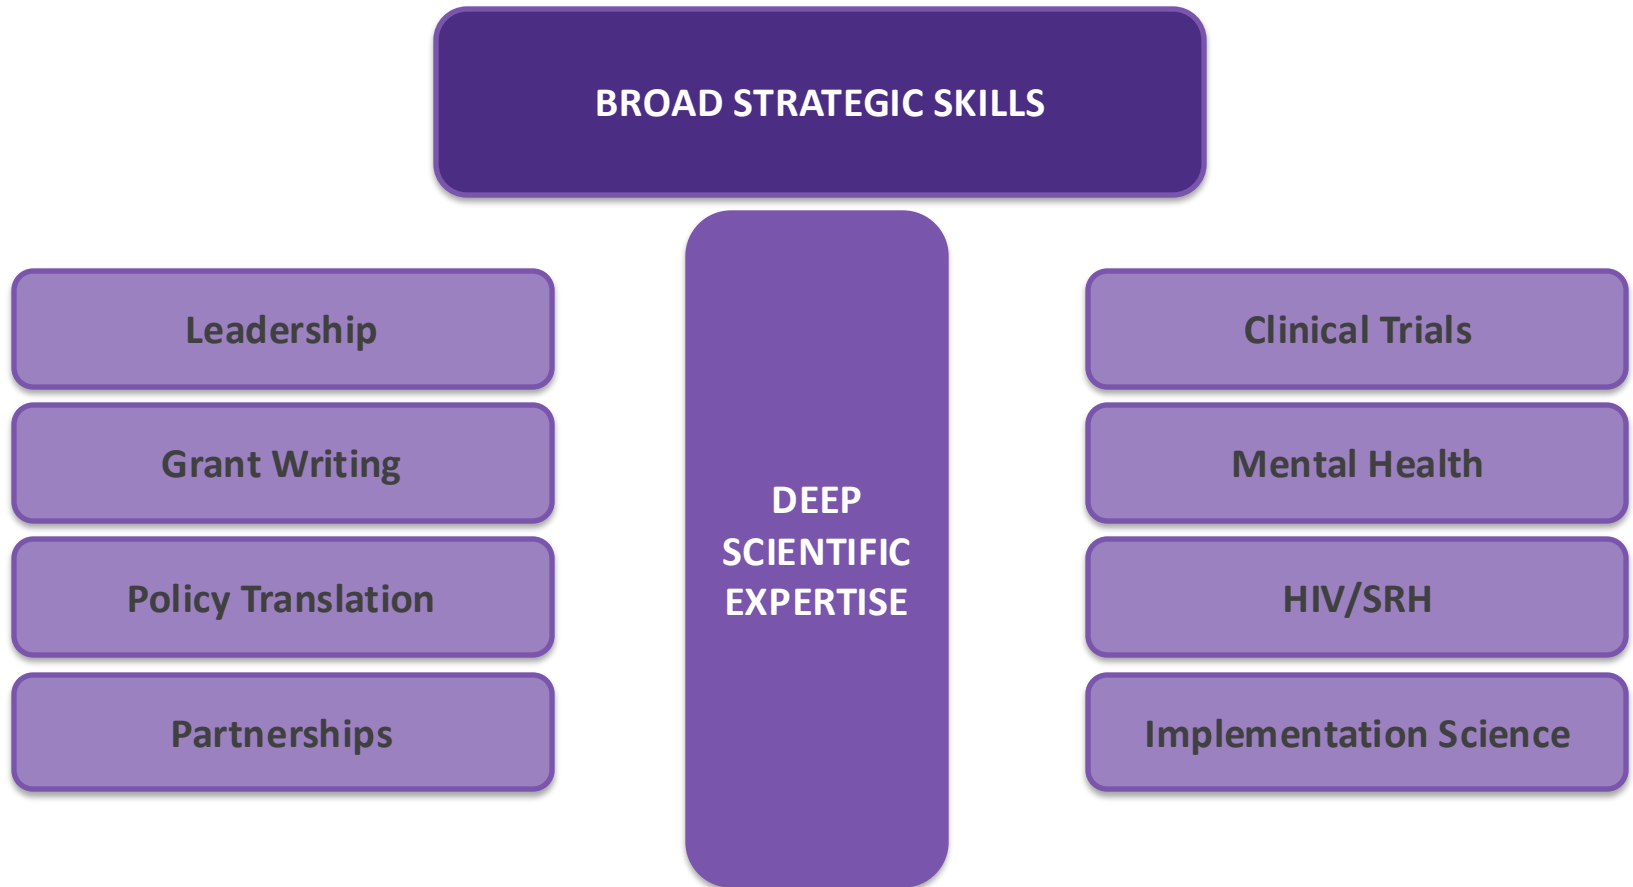 BROAD STRATEGIC SKILLS
Leadership
Grant Writing
Policy Translation
Partnerships
DEEP
SCIENTIFIC
EXPERTISE
Clinical Trials
Mental Health
HIV/SRH
Implementation Science